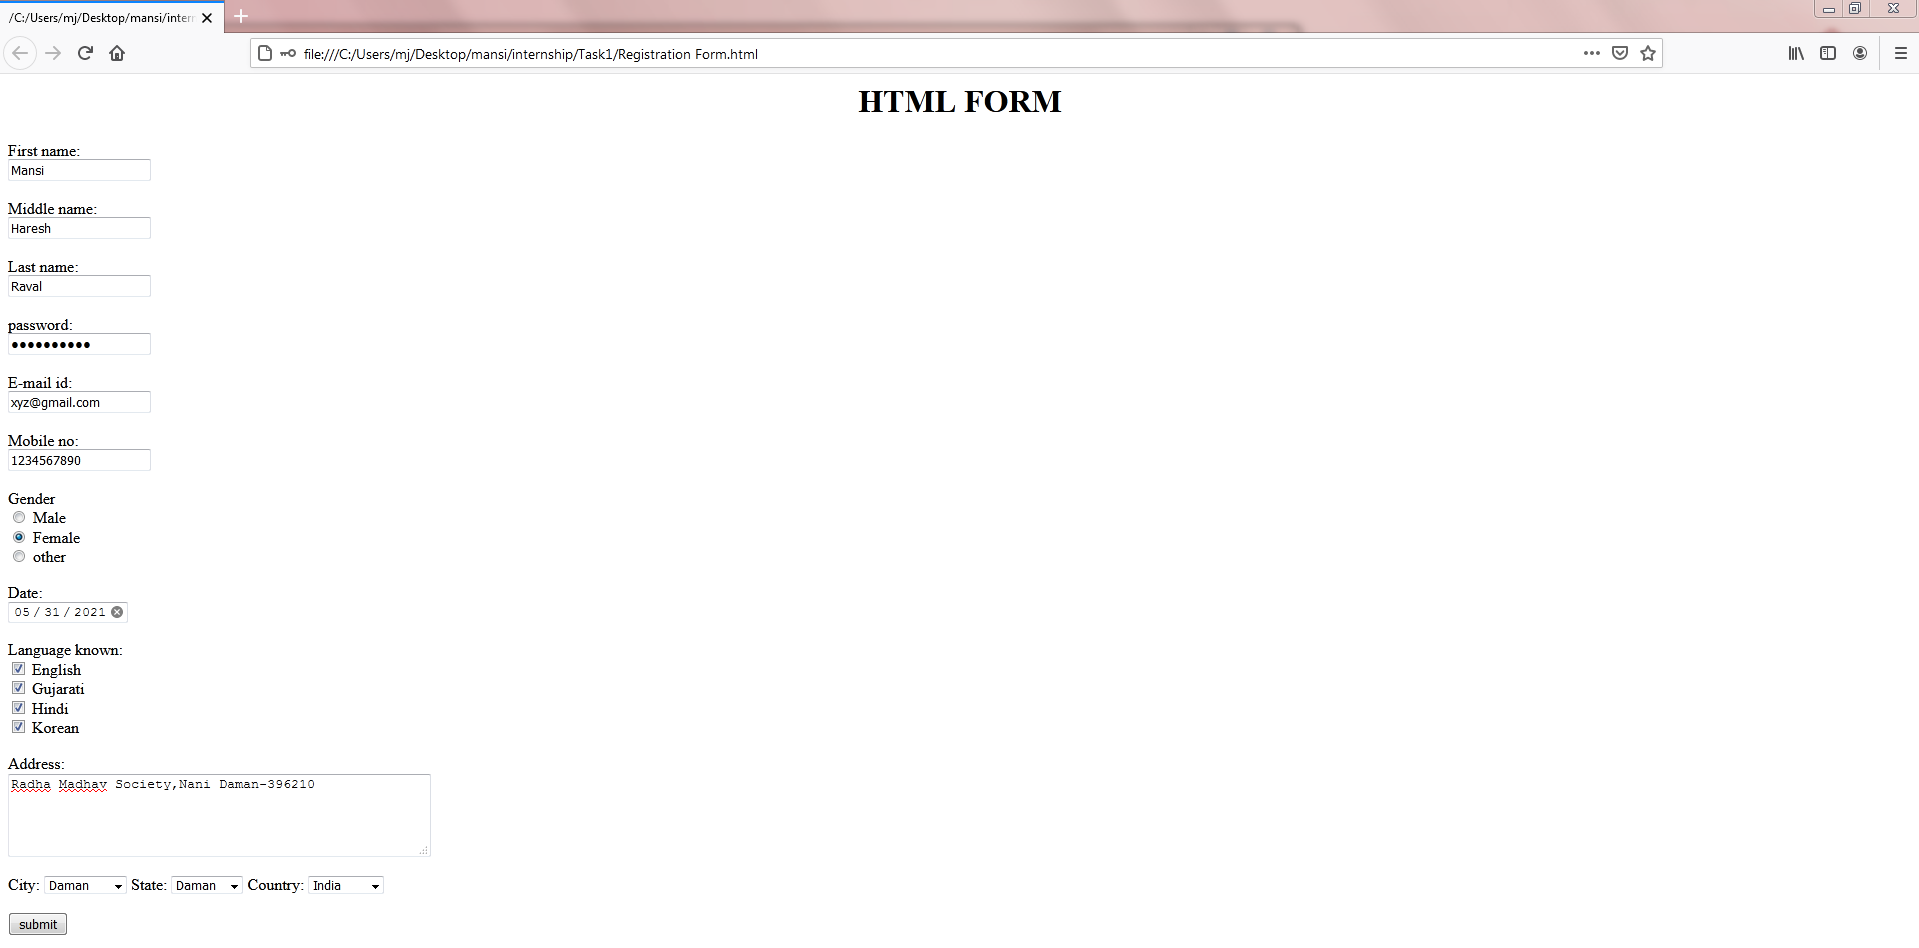 /C:/Users/mj/Desktop/mansi/inter
file:///C:/Users/mj/Desktop/mansi/internship/Task1/Registration Form.html
HTML FORM
First name:
Mansi
Middle name:
Haresh
Last name:
Raval
password:
●●●●●●●●●●
E-mail id:
xyz@gmail.com
Mobile no:
1234567890
Gender
Male
Female
other
Date:
05 / 31 / 2021
Language known:
English
Gujarati
Hindi
Korean
Address:
Radha Madhav Society,Nani Daman-396210
City: Daman State: Daman Country: India
submit